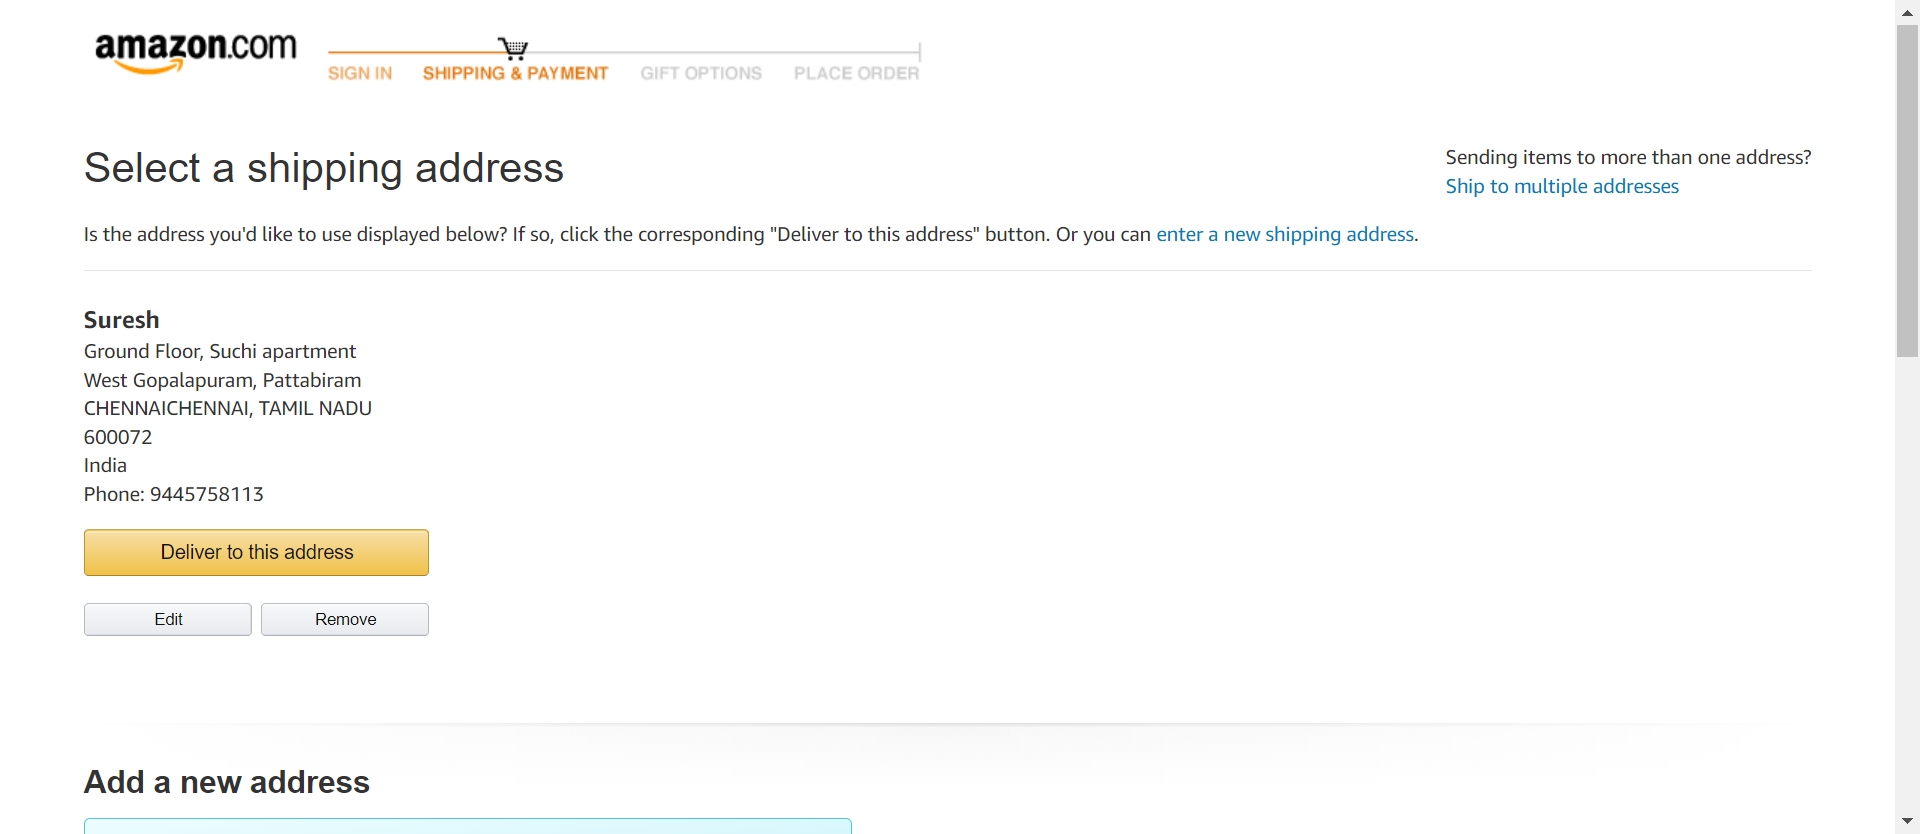 amazon.com
SIGN IN SHIPPING & PAYMENT GIFT OPTIONS PLACE ORDER
Select a shipping address
Sending items to more than one address?
Ship to multiple addresses
Is the address you'd like to use displayed below? If so, click the corresponding "Deliver to this address" button. Or you can enter a new shipping address.
Suresh
Ground Floor, Suchi apartment
West Gopalapuram, Pattabiram
CHENNAICHENNAI, TAMIL NADU
600072
India
Phone: 9445758113
Deliver to this address
Edit Remove
Add a new address